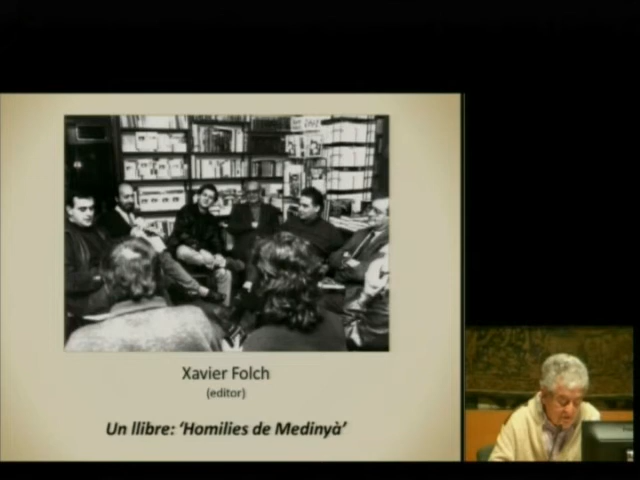 Xavier Folch
(editor)
Un llibre: ‘Homilies de Medinyà’